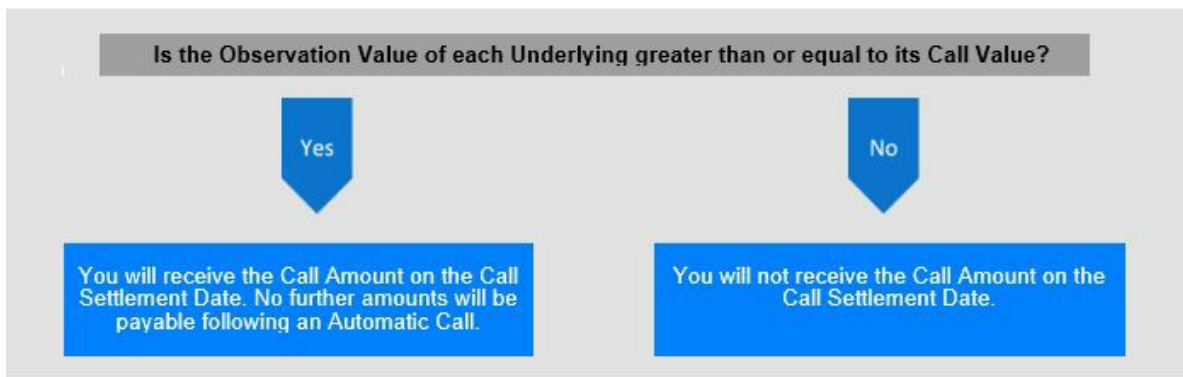 Is the Observation Value of each Underlying greater than or equal to its Call Value?
Yes
No
You will receive the Call Amount on the Call
Settlement Date. No further amounts will be
payable following an Automatic Call.
You will not receive the Call Amount on the
Call Settlement Date.